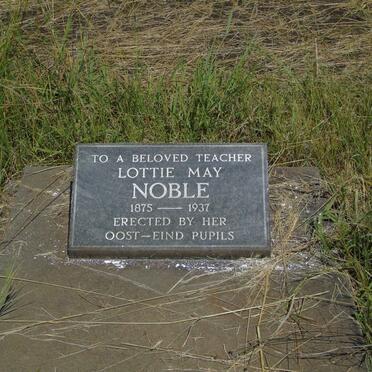 TO A BELOVED TEACHER
LOTTIE MAY
NOBLE
1875 — 1937
ERECTED BY HER
OOST-EIND PUPILS